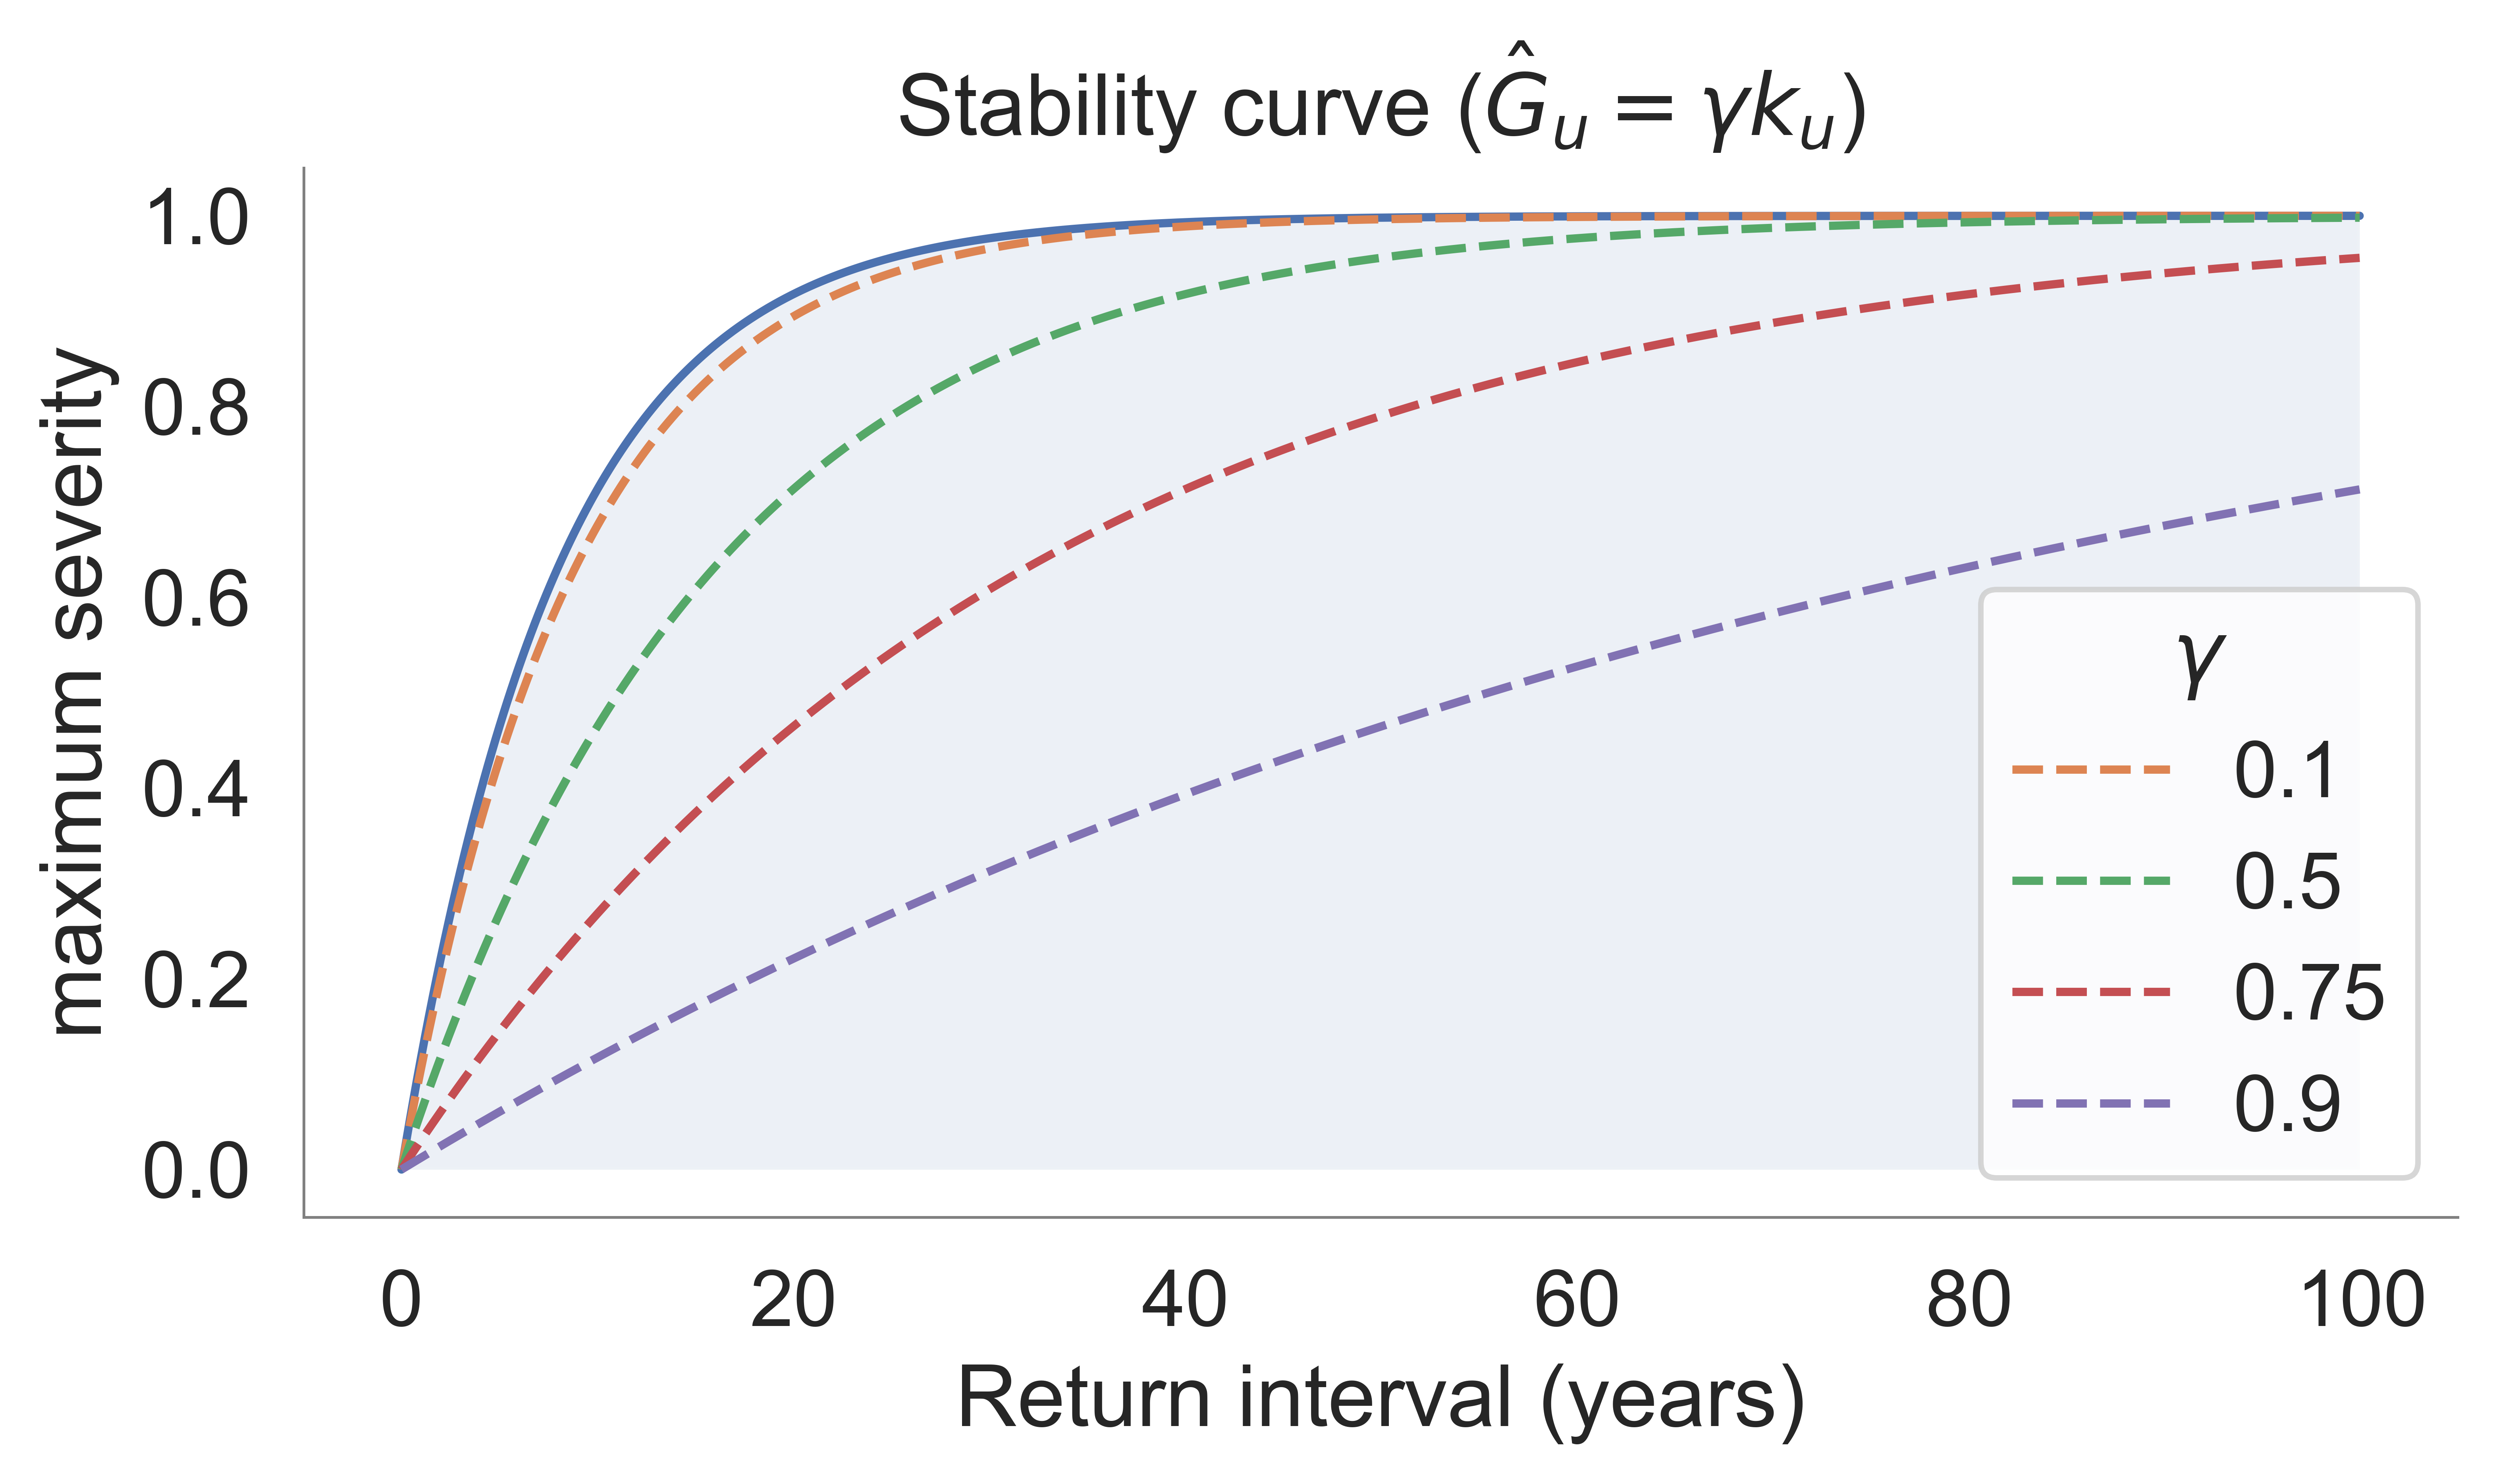 Stability curve (Ĝ_u = γk_u)
maximum severity
1.0
0.8
0.6
0.4
0.2
0.0
0 20 40 60 80 100
Return interval (years)
γ
0.1
0.5
0.75
0.9